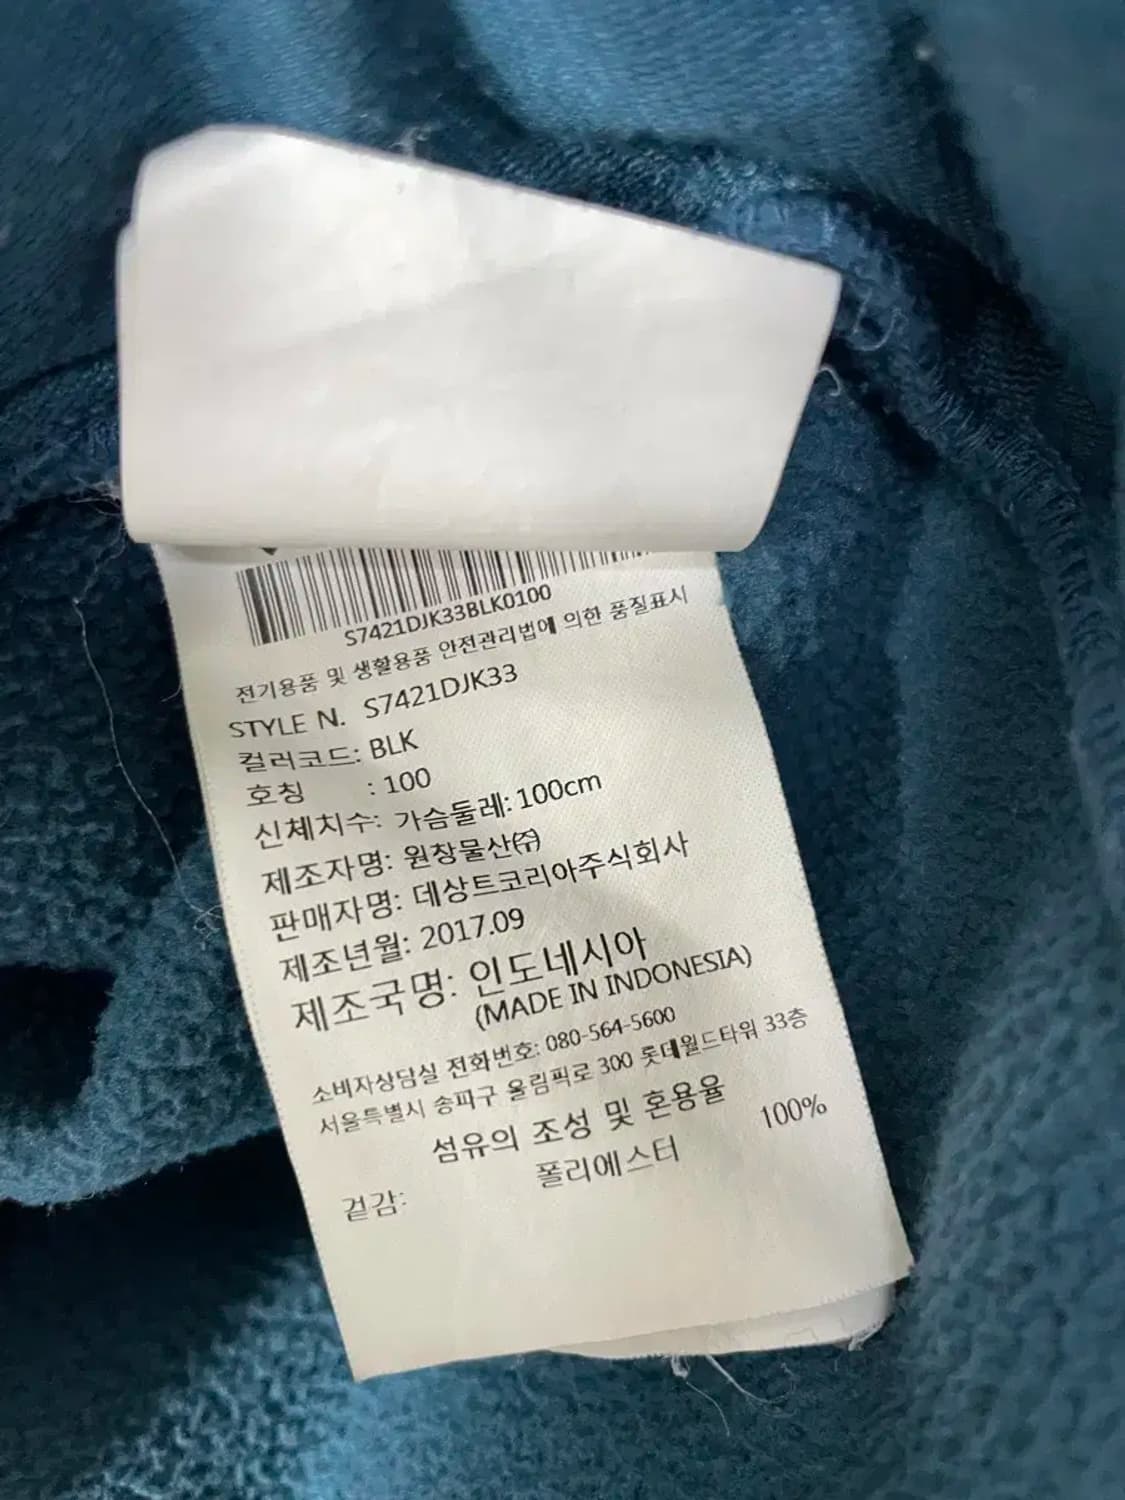 S7421DJK33BLK0100
전기용품 및 생활용품 안전관리법에 의한 품질표시
STYLE N. S7421DJK33
컬러코드: BLK
호칭 : 100
신체치수: 가슴둘레: 100cm
제조자명: 원창물산㈜
판매자명: 데상트코리아주식회사
제조년월: 2017.09
제조국명: 인도네시아
(MADE IN INDONESIA)
소비자상담실 전화번호: 080-564-5600
서울특별시 송파구 올림픽로 300 롯데월드타워 33층
섬유의 조성 및 혼용율
겉감: 폴리에스터 100%